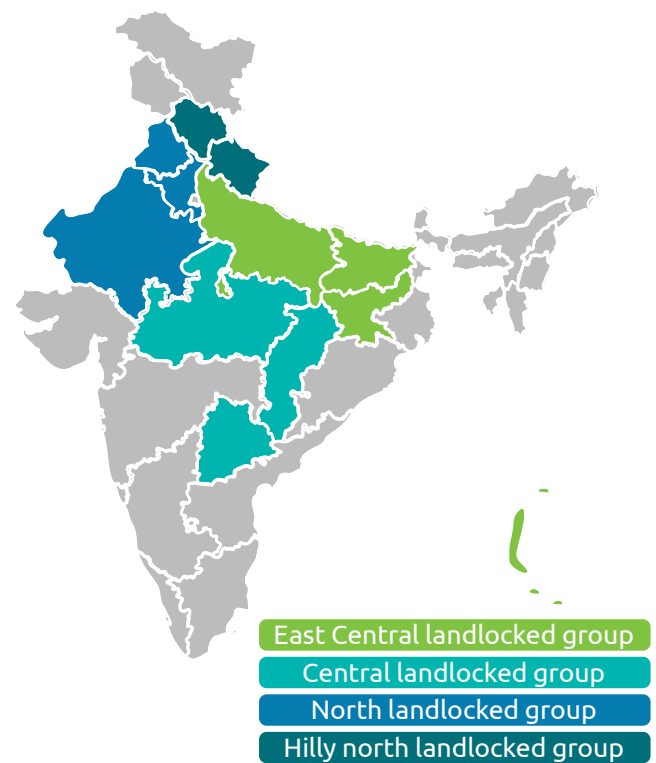 East Central landlocked group
Central landlocked group
North landlocked group
Hilly north landlocked group